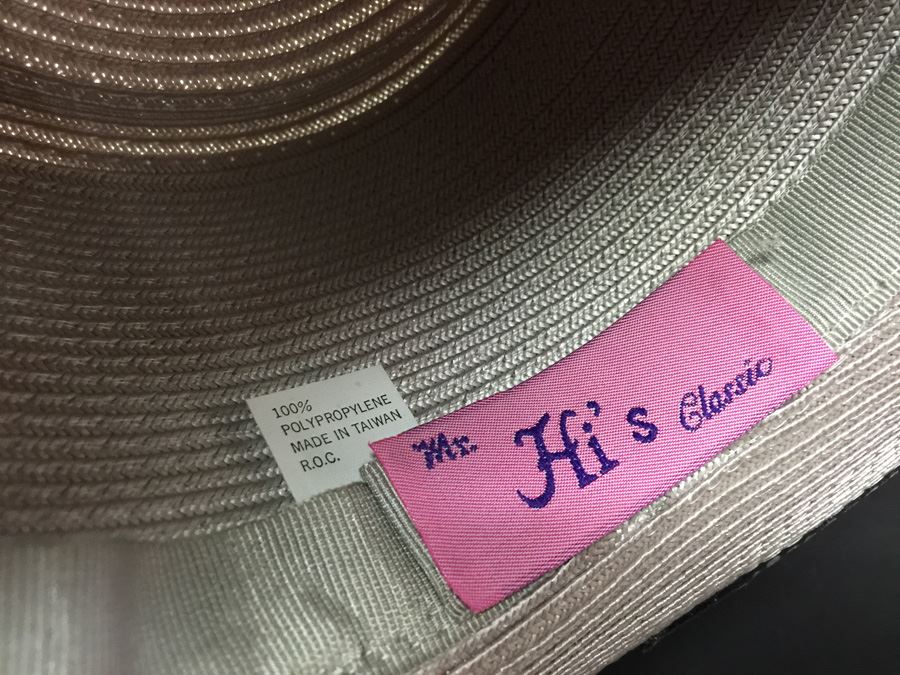 100%
POLYPROPYLENE
MADE IN TAIWAN
R.O.C.
Mr. Hi's Classic